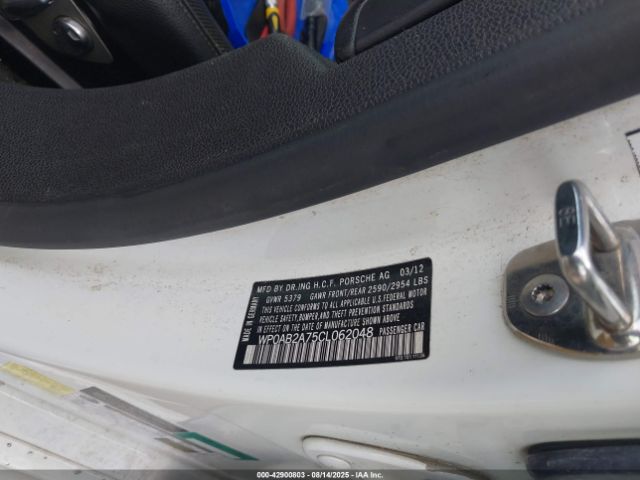 MFD BY DR.ING H.C.F. PORSCHE AG 03/12
GVWR 5379 GAWR FRONT/REAR 2590/2954 LBS
THIS VEHICLE CONFORMS TO ALL APPLICABLE U.S.FEDERAL MOTOR
VEHICLE SAFETY,BUMPER,AND THEFT PREVENTION STANDARDS
IN EFFECT ON THE DATE OF MANUFACTURE SHOWN ABOVE
WP0AB2A75CL062048 PASSENGER CAR
MADE IN GERMANY
000-42900803 - 08/14/2025 - IAAI.COM